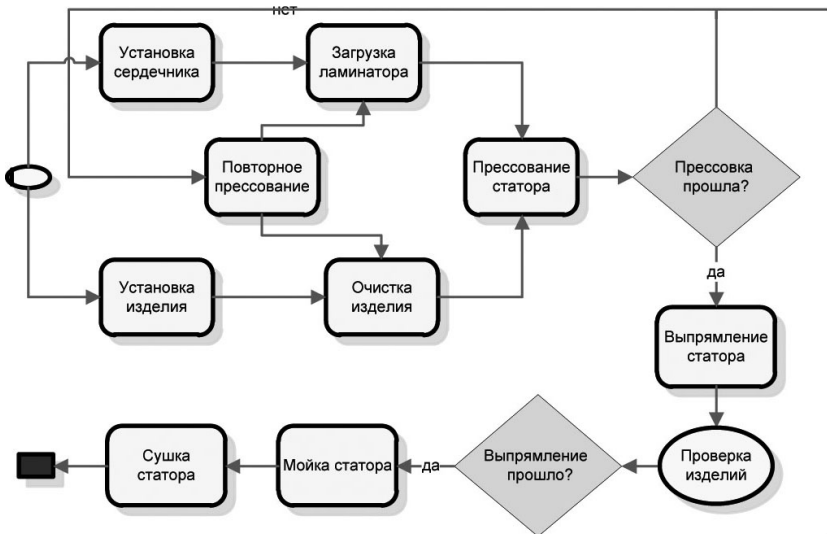 нет
Установка
сердечника
Загрузка
ламинатора
Повторное
прессование
Прессование
статора
Прессовка
прошла?
Установка
изделия
Очистка
изделия
да
Выпрямление
статора
Проверка
изделий
Выпрямление
прошло?
да
Мойка статора
Сушка
статора